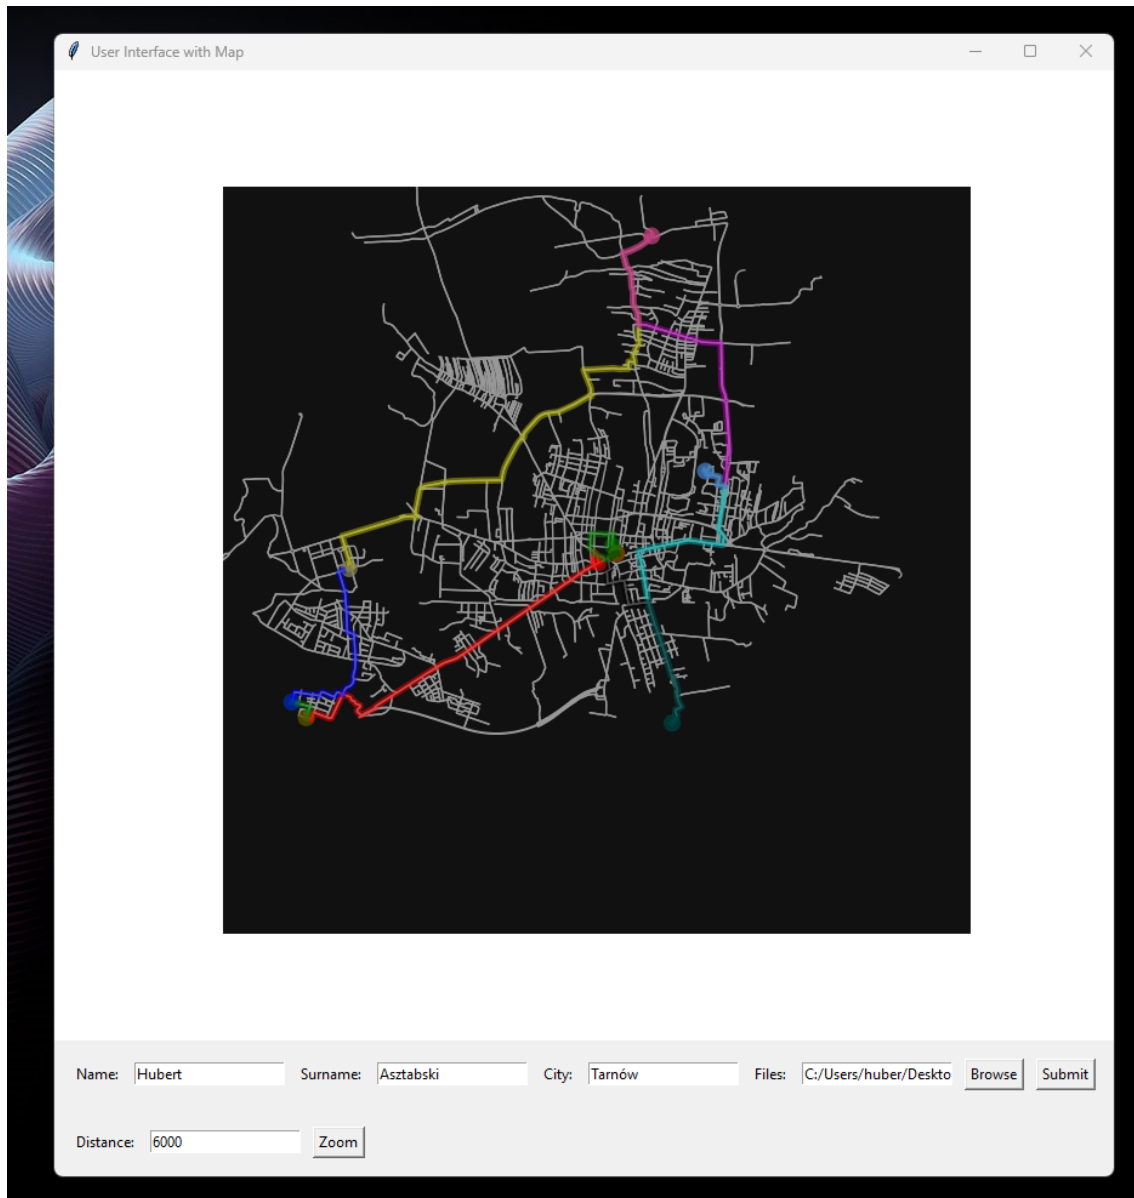 User Interface with Map
Name: Hubert Surname: Asztabski City: Tarnów Files: C:/Users/huber/Deskto Browse Submit
Distance: 6000 Zoom